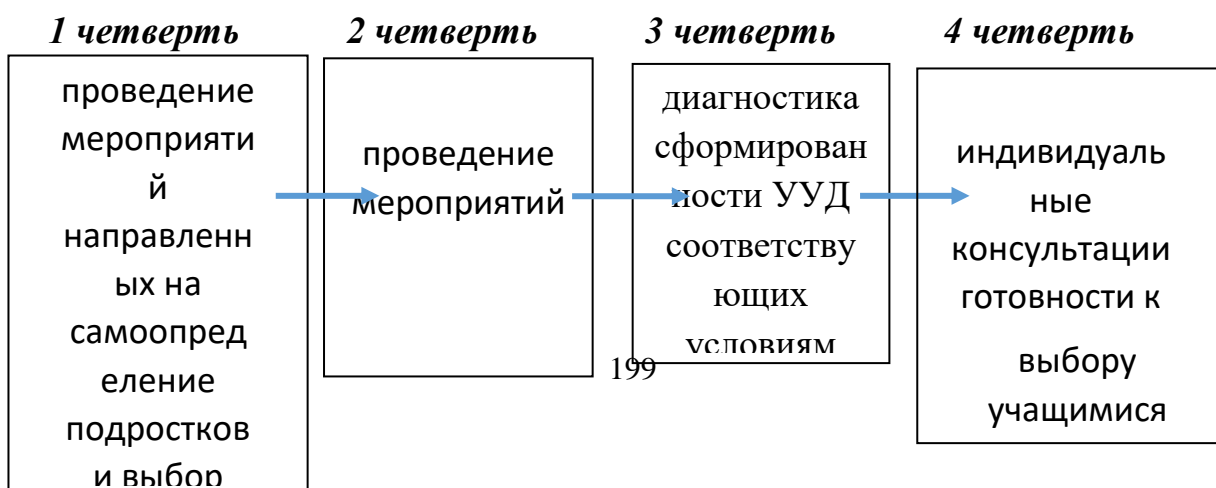 1 четверть
2 четверть
3 четверть
4 четверть
проведение
мероприяти
й
направленн
ых на
самоопред
еление
подростков
и выбор
проведение
мероприятий
диагностика
сформирован
ности УУД
соответству
ющих
условиям
индивидуаль
ные
консультации
готовности к
выбору
учащимися
199